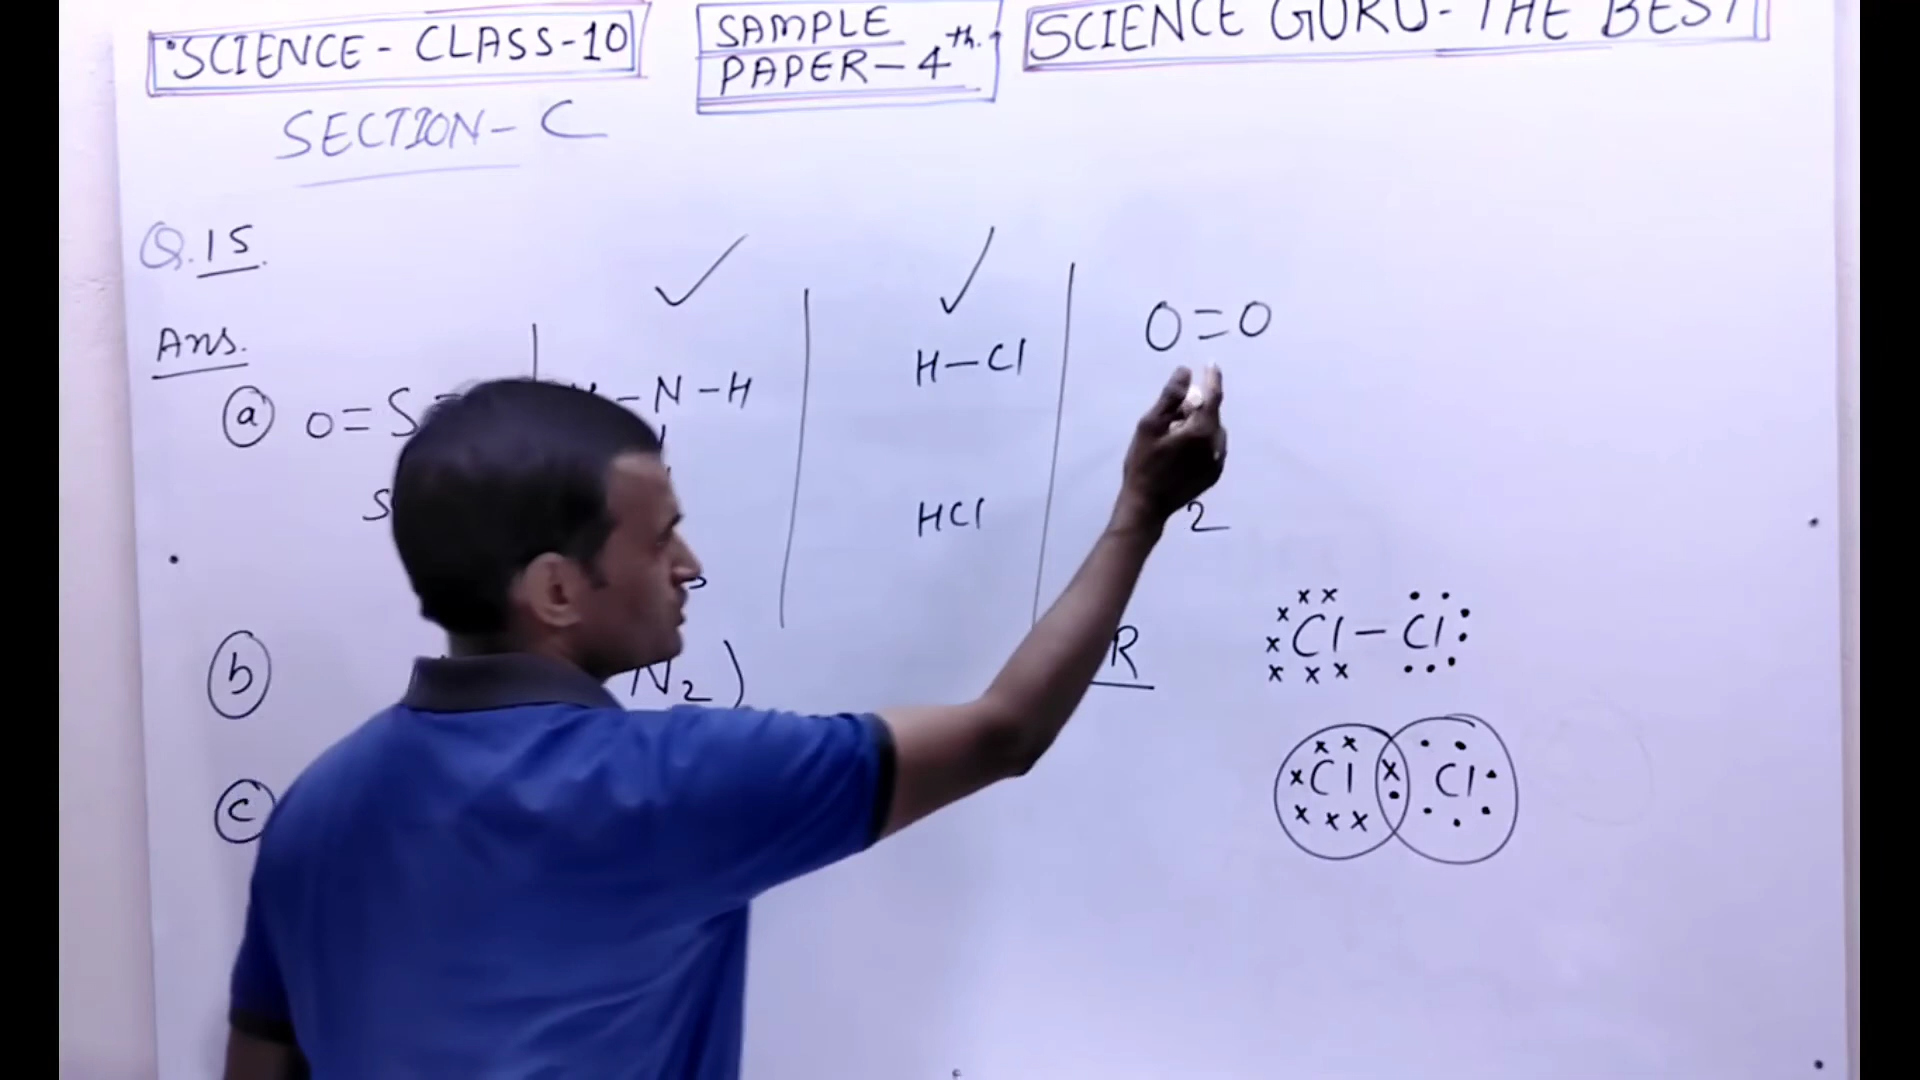 SCIENCE - CLASS-10
SAMPLE PAPER - 4th.
SCIENCE GURU - THE BEST
SECTION - C
Q. 15.
Ans.
a O=S
-N-H
H-Cl
O=O
HCl
2
b
N2)
R
Cl - Cl
c
Cl Cl